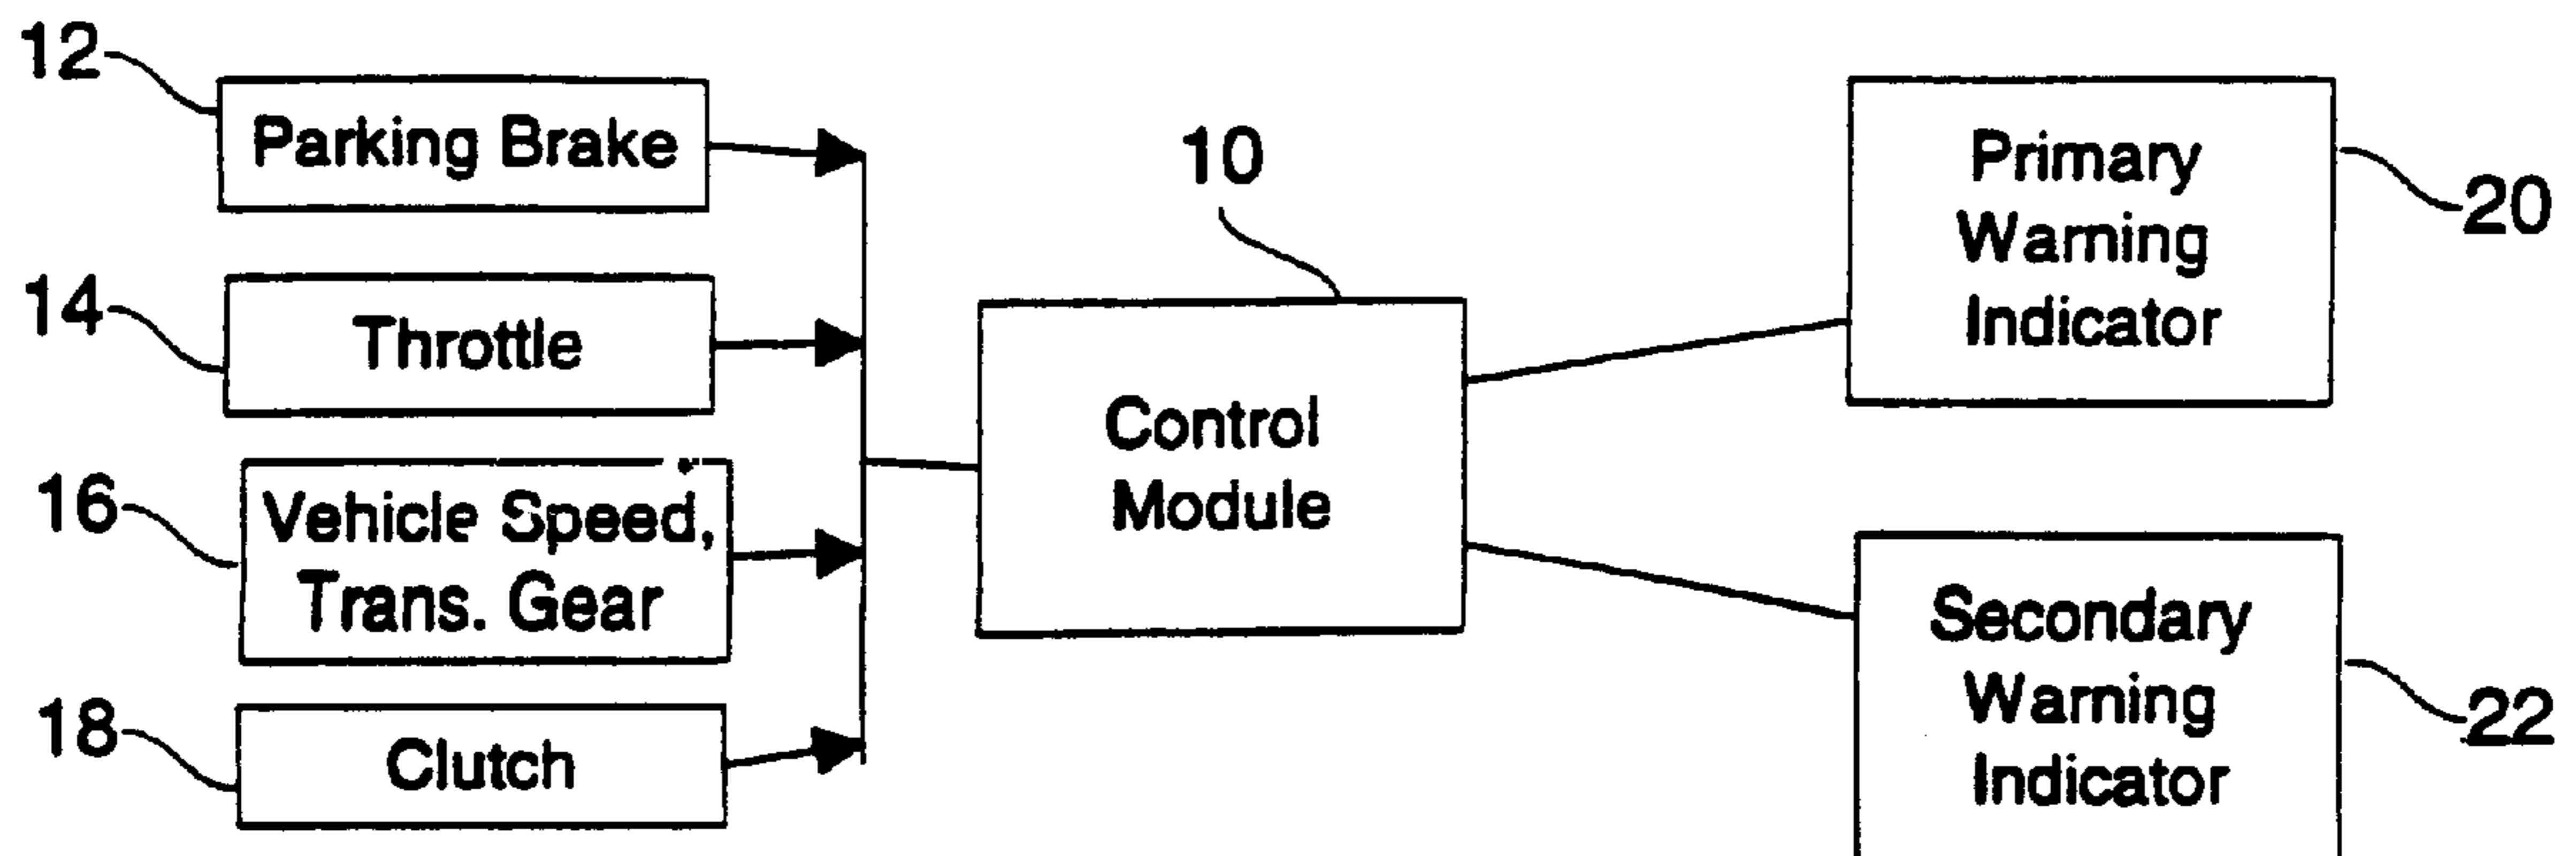 12
Parking Brake
14
Throttle
16
Vehicle Speed,
Trans. Gear
18
Clutch
10
Control
Module
Primary
Warning
Indicator
20
Secondary
Warning
Indicator
22